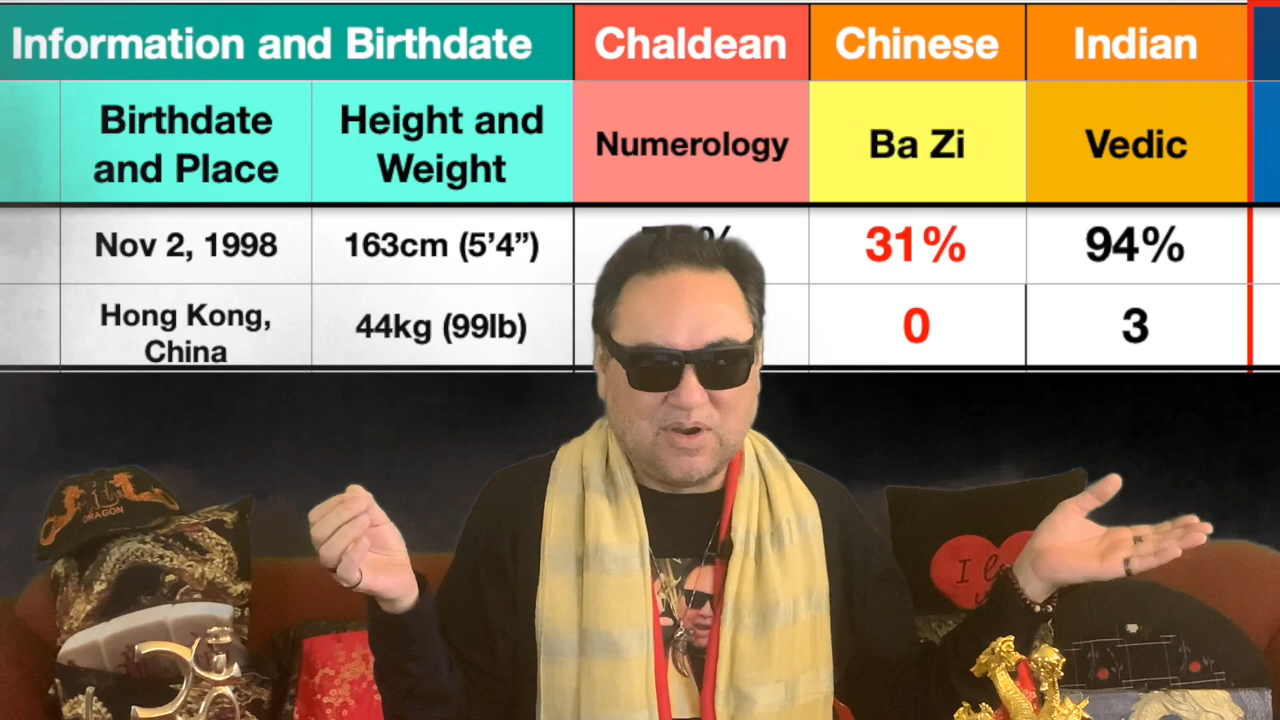 Information and Birthdate
Chaldean
Chinese
Indian
Birthdate
and Place
Height and
Weight
Numerology
Ba Zi
Vedic
Nov 2, 1998
163cm (5’4”)
%
31%
94%
Hong Kong,
China
44kg (99lb)
0
3
DRAGON
I